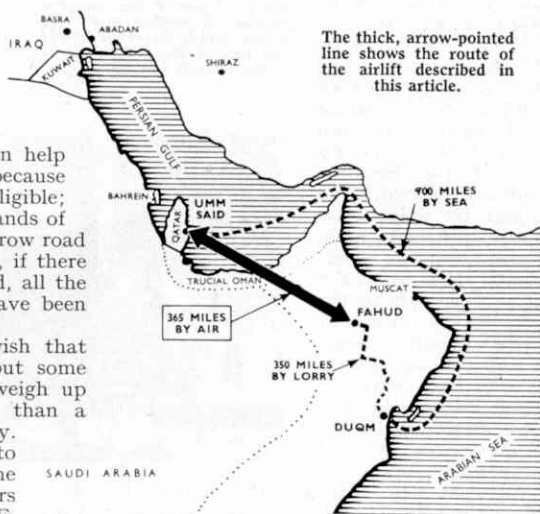 The thick, arrow-pointed
line shows the route of
the airlift described in
this article.
BASRA
ABADAN
IRAQ
KUWAIT
SHIRAZ
PERSIAN GULF
BAHREIN
QATAR
UMM
SAID
TRUCIAL OMAN
900 MILES
BY SEA
MUSCAT
365 MILES
BY AIR
FAHUD
350 MILES
BY LORRY
DUQM
ARABIAN SEA
SAUDI ARABIA
n help
because
ligible;
ands of
row road
, if there
d, all the
ave been
vish that
out some
weigh up
than a
y.
to
ne
rs